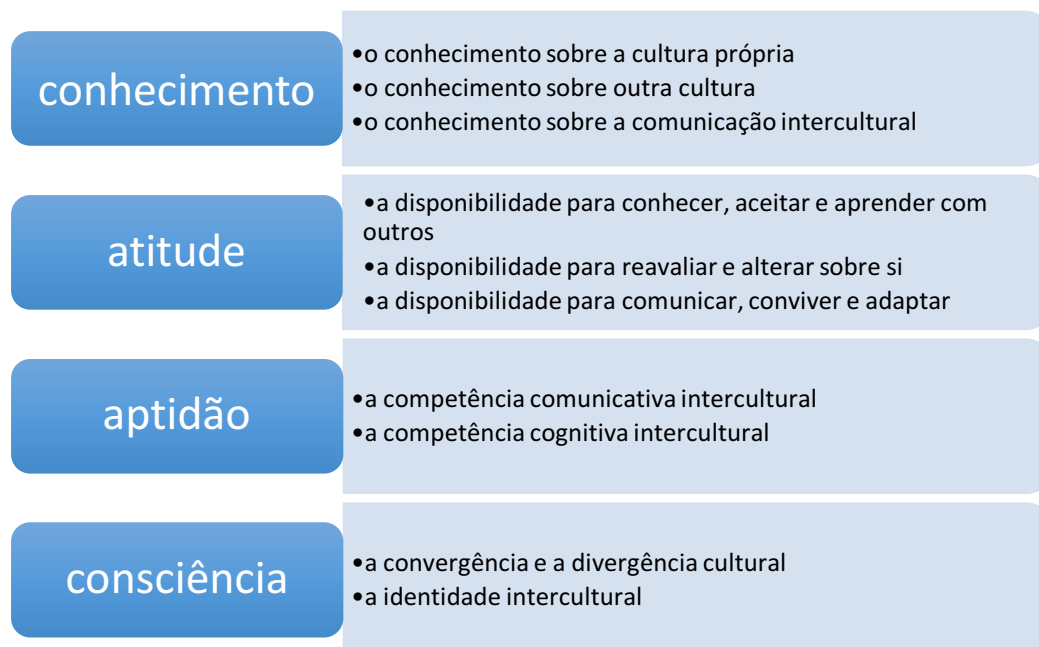 conhecimento
•o conhecimento sobre a cultura própria
•o conhecimento sobre outra cultura
•o conhecimento sobre a comunicação intercultural
atitude
•a disponibilidade para conhecer, aceitar e aprender com
outros
•a disponibilidade para reavaliar e alterar sobre si
•a disponibilidade para comunicar, conviver e adaptar
aptidão
•a competência comunicativa intercultural
•a competência cognitiva intercultural
consciência
•a convergência e a divergência cultural
•a identidade intercultural